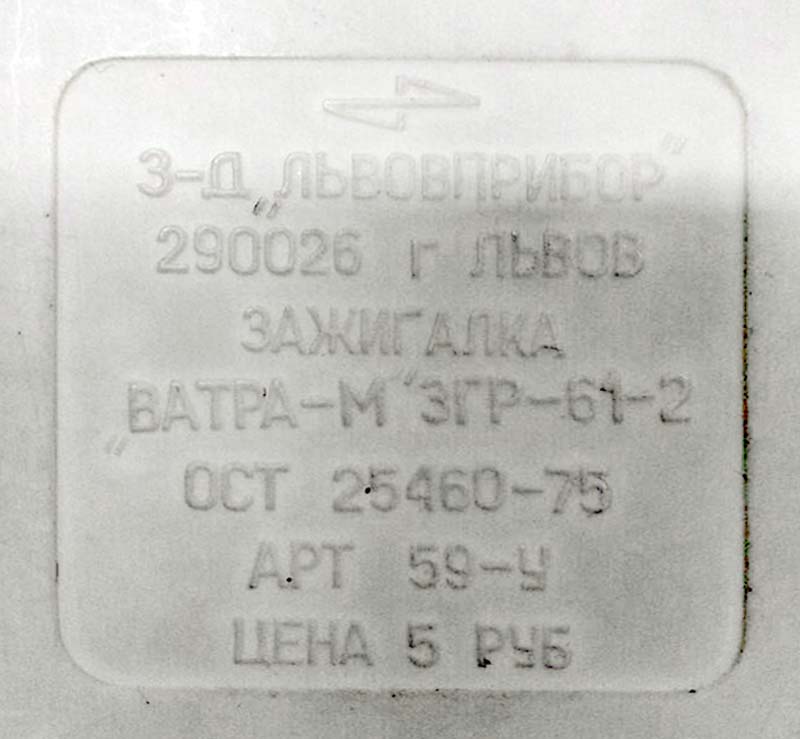 З-Д „ЛЬВОВПРИБОР"
290026 г ЛЬВОВ
ЗАЖИГАЛКА
„ВАТРА-М" ЗГР-61-2
ОСТ 25460-75
АРТ 59-У
ЦЕНА 5 РУБ